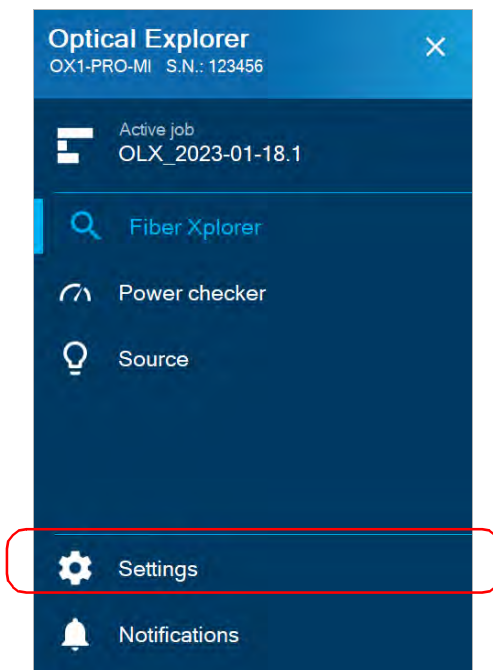 Optical Explorer
OX1-PRO-MI S.N.: 123456
Active job
OLX_2023-01-18.1
Fiber Xplorer
Power checker
Source
Settings
Notifications